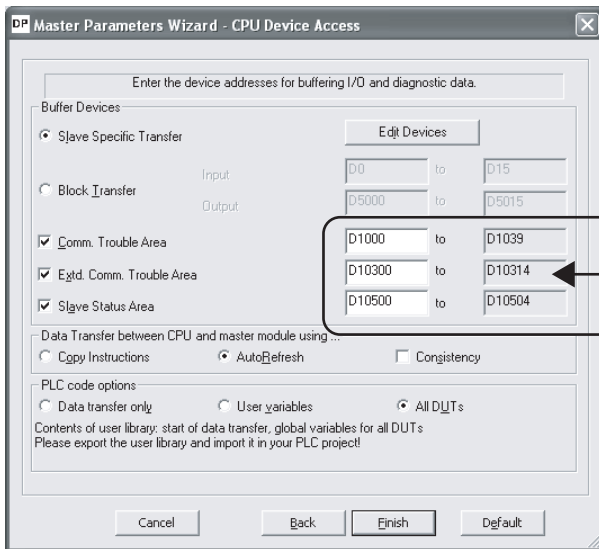 DP Master Parameters Wizard - CPU Device Access
Enter the device addresses for buffering I/O and diagnostic data.
Buffer Devices
Slave Specific Transfer
Edit Devices
Block Transfer
Input
D0 to D15
Output
D5000 to D5015
Comm. Trouble Area
D1000 to D1039
Extd. Comm. Trouble Area
D10300 to D10314
Slave Status Area
D10500 to D10504
Data Transfer between CPU and master module using ...
Copy Instructions
AutoRefresh
Consistency
PLC code options
Data transfer only
User variables
All DUTs
Contents of user library: start of data transfer, global variables for all DUTs
Please export the user library and import it in your PLC project!
Cancel
Back
Finish
Default